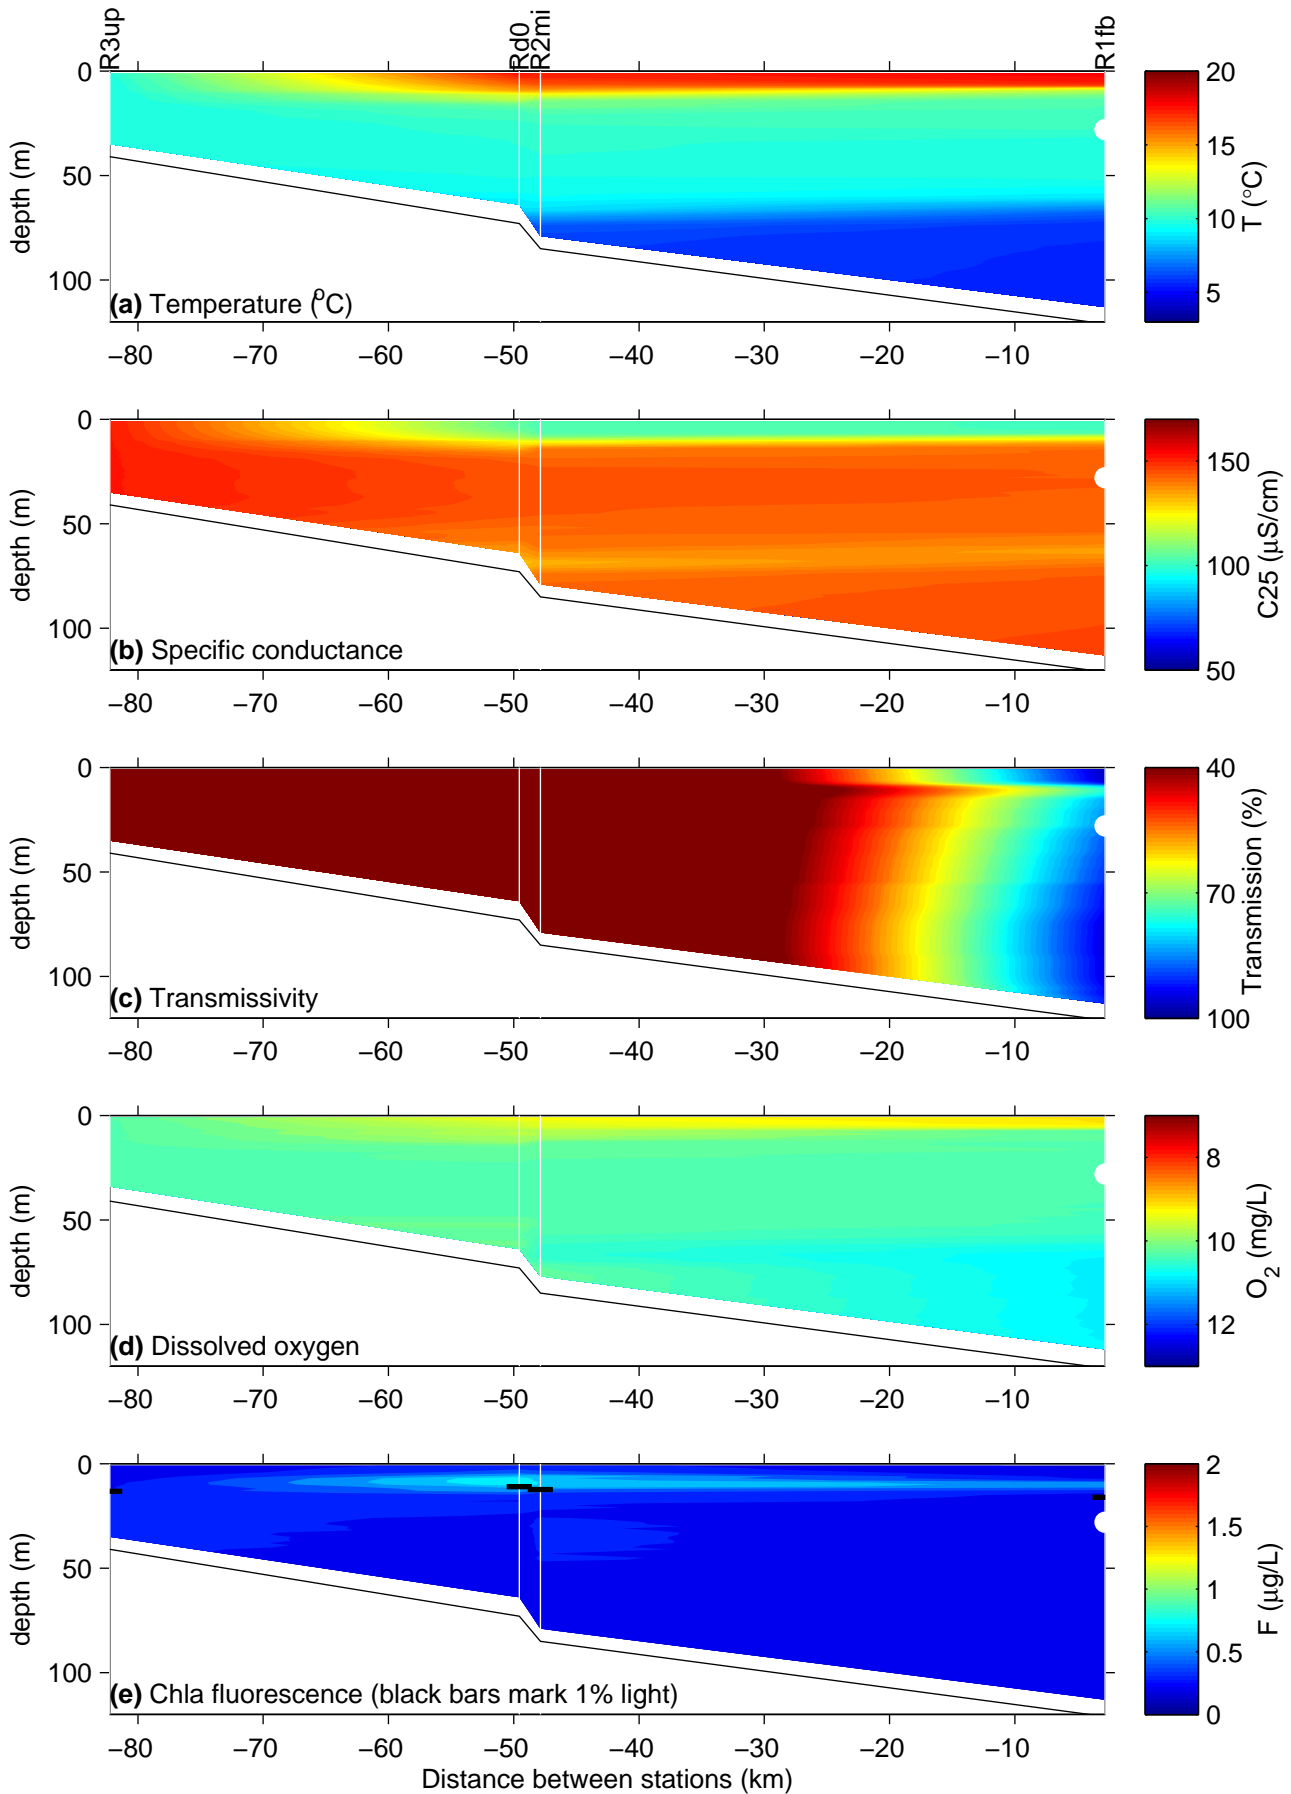 R3up Rd0 R2mi R1fb
0
50
100
depth (m)
(a) Temperature (ºC)
−80 −70 −60 −50 −40 −30 −20 −10
20
15
10
5
T (°C)
0
50
100
depth (m)
(b) Specific conductance
−80 −70 −60 −50 −40 −30 −20 −10
150
100
50
C25 (µS/cm)
0
50
100
depth (m)
(c) Transmissivity
−80 −70 −60 −50 −40 −30 −20 −10
40
70
100
Transmission (%)
0
50
100
depth (m)
(d) Dissolved oxygen
−80 −70 −60 −50 −40 −30 −20 −10
8
10
12
O2 (mg/L)
0
50
100
depth (m)
(e) Chla fluorescence (black bars mark 1% light)
−80 −70 −60 −50 −40 −30 −20 −10
2
1.5
1
0.5
0
F (µg/L)
Distance between stations (km)